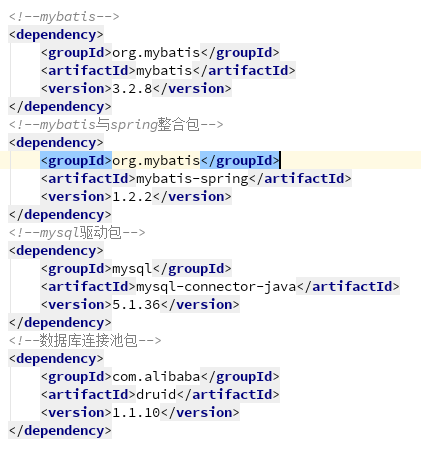 <!--mybatis-->
<dependency>
<groupId>org.mybatis</groupId>
<artifactId>mybatis</artifactId>
<version>3.2.8</version>
</dependency>
<!--mybatis与spring整合包-->
<dependency>
<groupId>org.mybatis</groupId>
<artifactId>mybatis-spring</artifactId>
<version>1.2.2</version>
</dependency>
<!--mysql驱动包-->
<dependency>
<groupId>mysql</groupId>
<artifactId>mysql-connector-java</artifactId>
<version>5.1.36</version>
</dependency>
<!--数据库连接池包-->
<dependency>
<groupId>com.alibaba</groupId>
<artifactId>druid</artifactId>
<version>1.1.10</version>
</dependency>